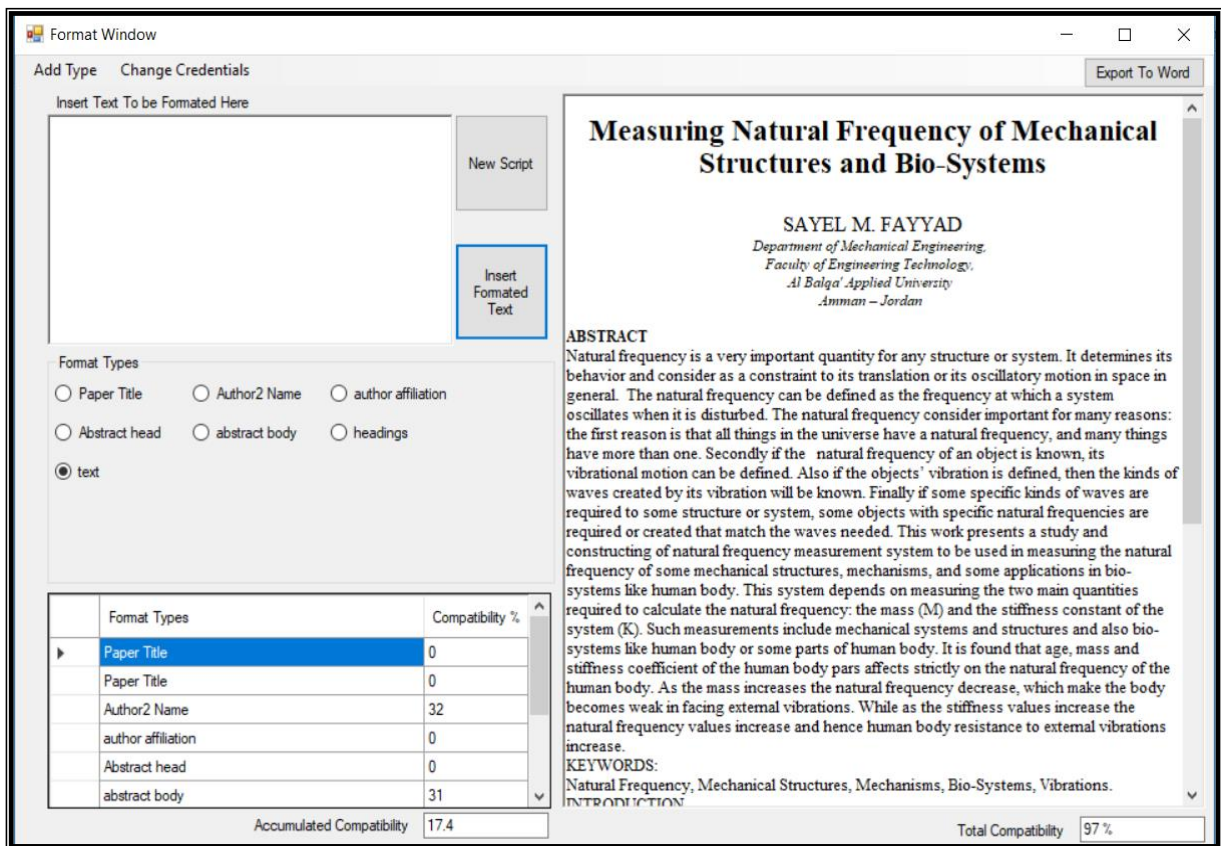 Format Window
Add Type Change Credentials
Export To Word
Insert Text To be Formated Here
New Script
Insert
Formated
Text
Format Types
Paper Title Author2 Name author affiliation
Abstract head abstract body headings
text
Format Types Compatibility %
Paper Title 0
Paper Title 0
Author2 Name 32
author affiliation 0
Abstract head 0
abstract body 31
Accumulated Compatibility 17.4
Measuring Natural Frequency of Mechanical
Structures and Bio-Systems
SAYEL M. FAYYAD
Department of Mechanical Engineering,
Faculty of Engineering Technology,
Al Balqa' Applied University
Amman – Jordan
ABSTRACT
Natural frequency is a very important quantity for any structure or system. It determines its
behavior and consider as a constraint to its translation or its oscillatory motion in space in
general. The natural frequency can be defined as the frequency at which a system
oscillates when it is disturbed. The natural frequency consider important for many reasons:
the first reason is that all things in the universe have a natural frequency, and many things
have more than one. Secondly if the natural frequency of an object is known, its
vibrational motion can be defined. Also if the objects' vibration is defined, then the kinds of
waves created by its vibration will be known. Finally if some specific kinds of waves are
required to some structure or system, some objects with specific natural frequencies are
required or created that match the waves needed. This work presents a study and
constructing of natural frequency measurement system to be used in measuring the natural
frequency of some mechanical structures, mechanisms, and some applications in bio-
systems like human body. This system depends on measuring the two main quantities
required to calculate the natural frequency: the mass (M) and the stiffness constant of the
system (K). Such measurements include mechanical systems and structures and also bio-
systems like human body or some parts of human body. It is found that age, mass and
stiffness coefficient of the human body pars affects strictly on the natural frequency of the
human body. As the mass increases the natural frequency decrease, which make the body
becomes weak in facing external vibrations. While as the stiffness values increase the
natural frequency values increase and hence human body resistance to external vibrations
increase.
KEYWORDS:
Natural Frequency, Mechanical Structures, Mechanisms, Bio-Systems, Vibrations.
INTRODUCTION
Total Compatibility 97 %